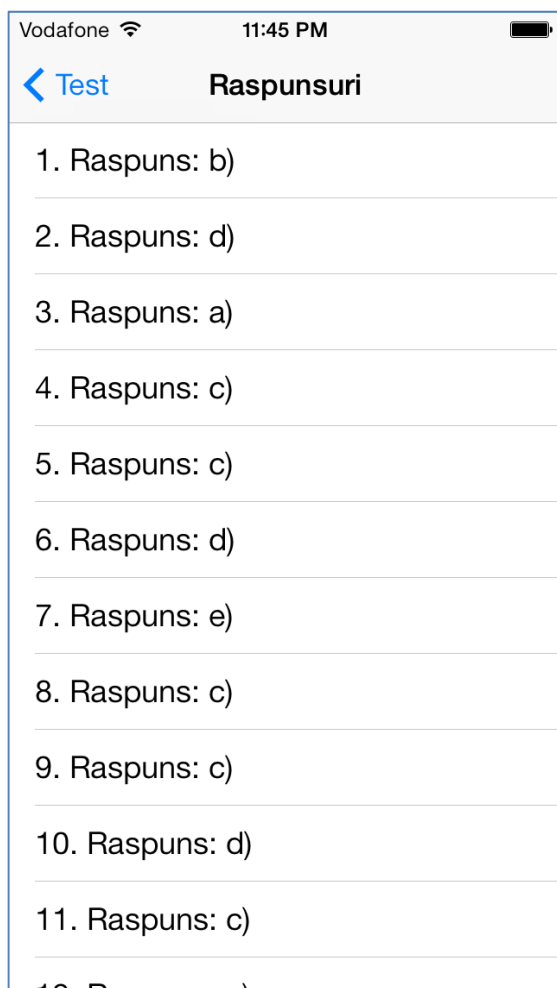 Vodafone 11:45 PM
Test Raspunsuri
1. Raspuns: b)
2. Raspuns: d)
3. Raspuns: a)
4. Raspuns: c)
5. Raspuns: c)
6. Raspuns: d)
7. Raspuns: e)
8. Raspuns: c)
9. Raspuns: c)
10. Raspuns: d)
11. Raspuns: c)